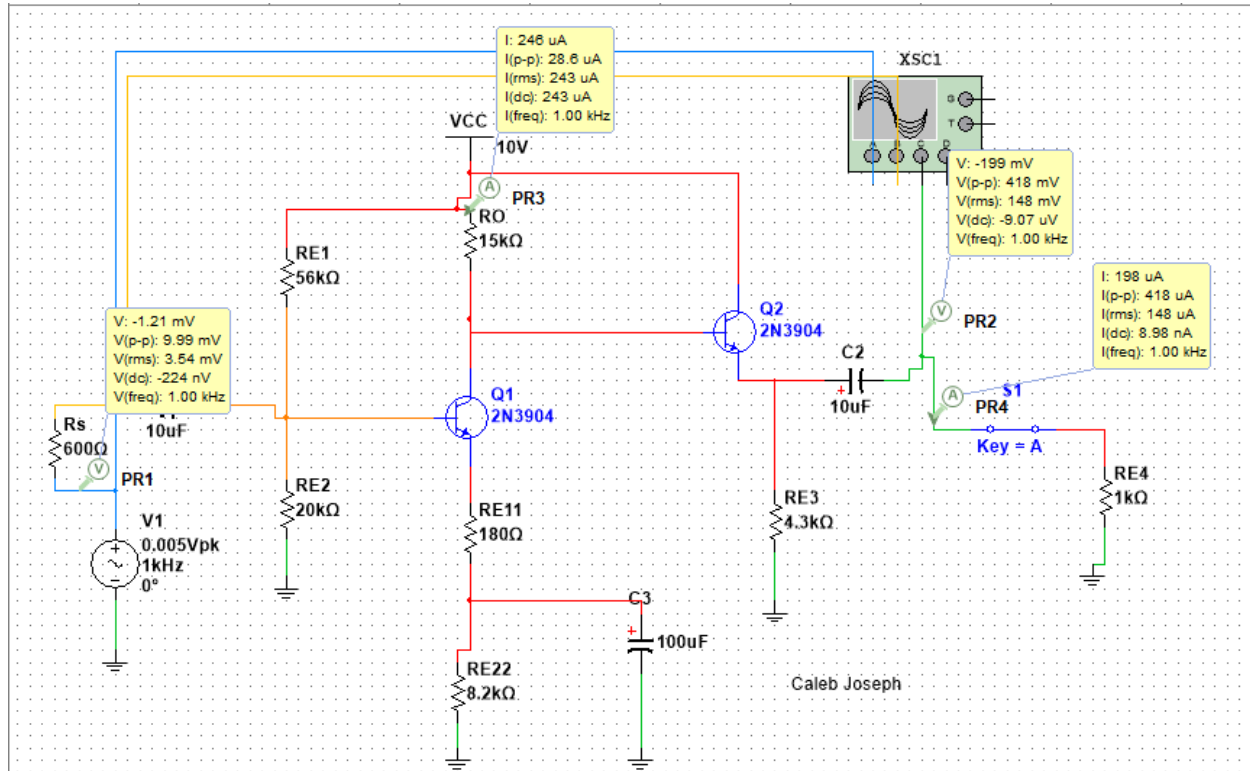 I: 246 uA
I(p-p): 28.6 uA
I(rms): 243 uA
I(dc): 243 uA
I(freq): 1.00 kHz
XSC1
G
T
A
B
C
D
VCC
10V
PR3
RO
15kΩ
V: -199 mV
V(p-p): 418 mV
V(rms): 148 mV
V(dc): -9.07 uV
V(freq): 1.00 kHz
RE1
56kΩ
I: 198 uA
I(p-p): 418 uA
I(rms): 148 uA
I(dc): 8.98 nA
I(freq): 1.00 kHz
V: -1.21 mV
V(p-p): 9.99 mV
V(rms): 3.54 mV
V(dc): -224 nV
V(freq): 1.00 kHz
Q2
2N3904
V
PR2
C2
10uF
A
S1
PR4
Key = A
Q1
2N3904
10uF
Rs
600Ω
V
PR1
RE2
20kΩ
RE11
180Ω
RE3
4.3kΩ
RE4
1kΩ
V1
0.005Vpk
1kHz
0°
C3
100uF
RE22
8.2kΩ
Caleb Joseph